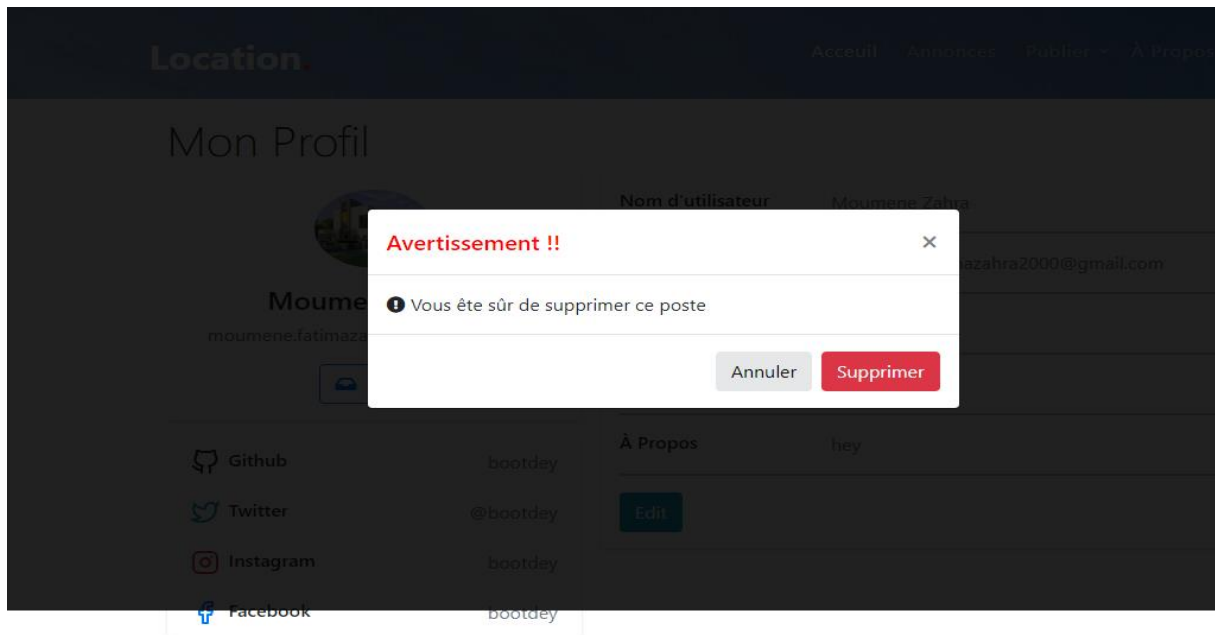 Location.
Acceuil Annonces Publier À Propos
Mon Profil
Nom d'utilisateur Moumene Zahra
Avertissement !! ×
azahra2000@gmail.com
Vous ête sûr de supprimer ce poste
Moume
moumene:fatimaza
Annuler Supprimer
À Propos hey
Github bootdey
Twitter @bootdey
Edit
Instagram bootdey
Facebook bootdey